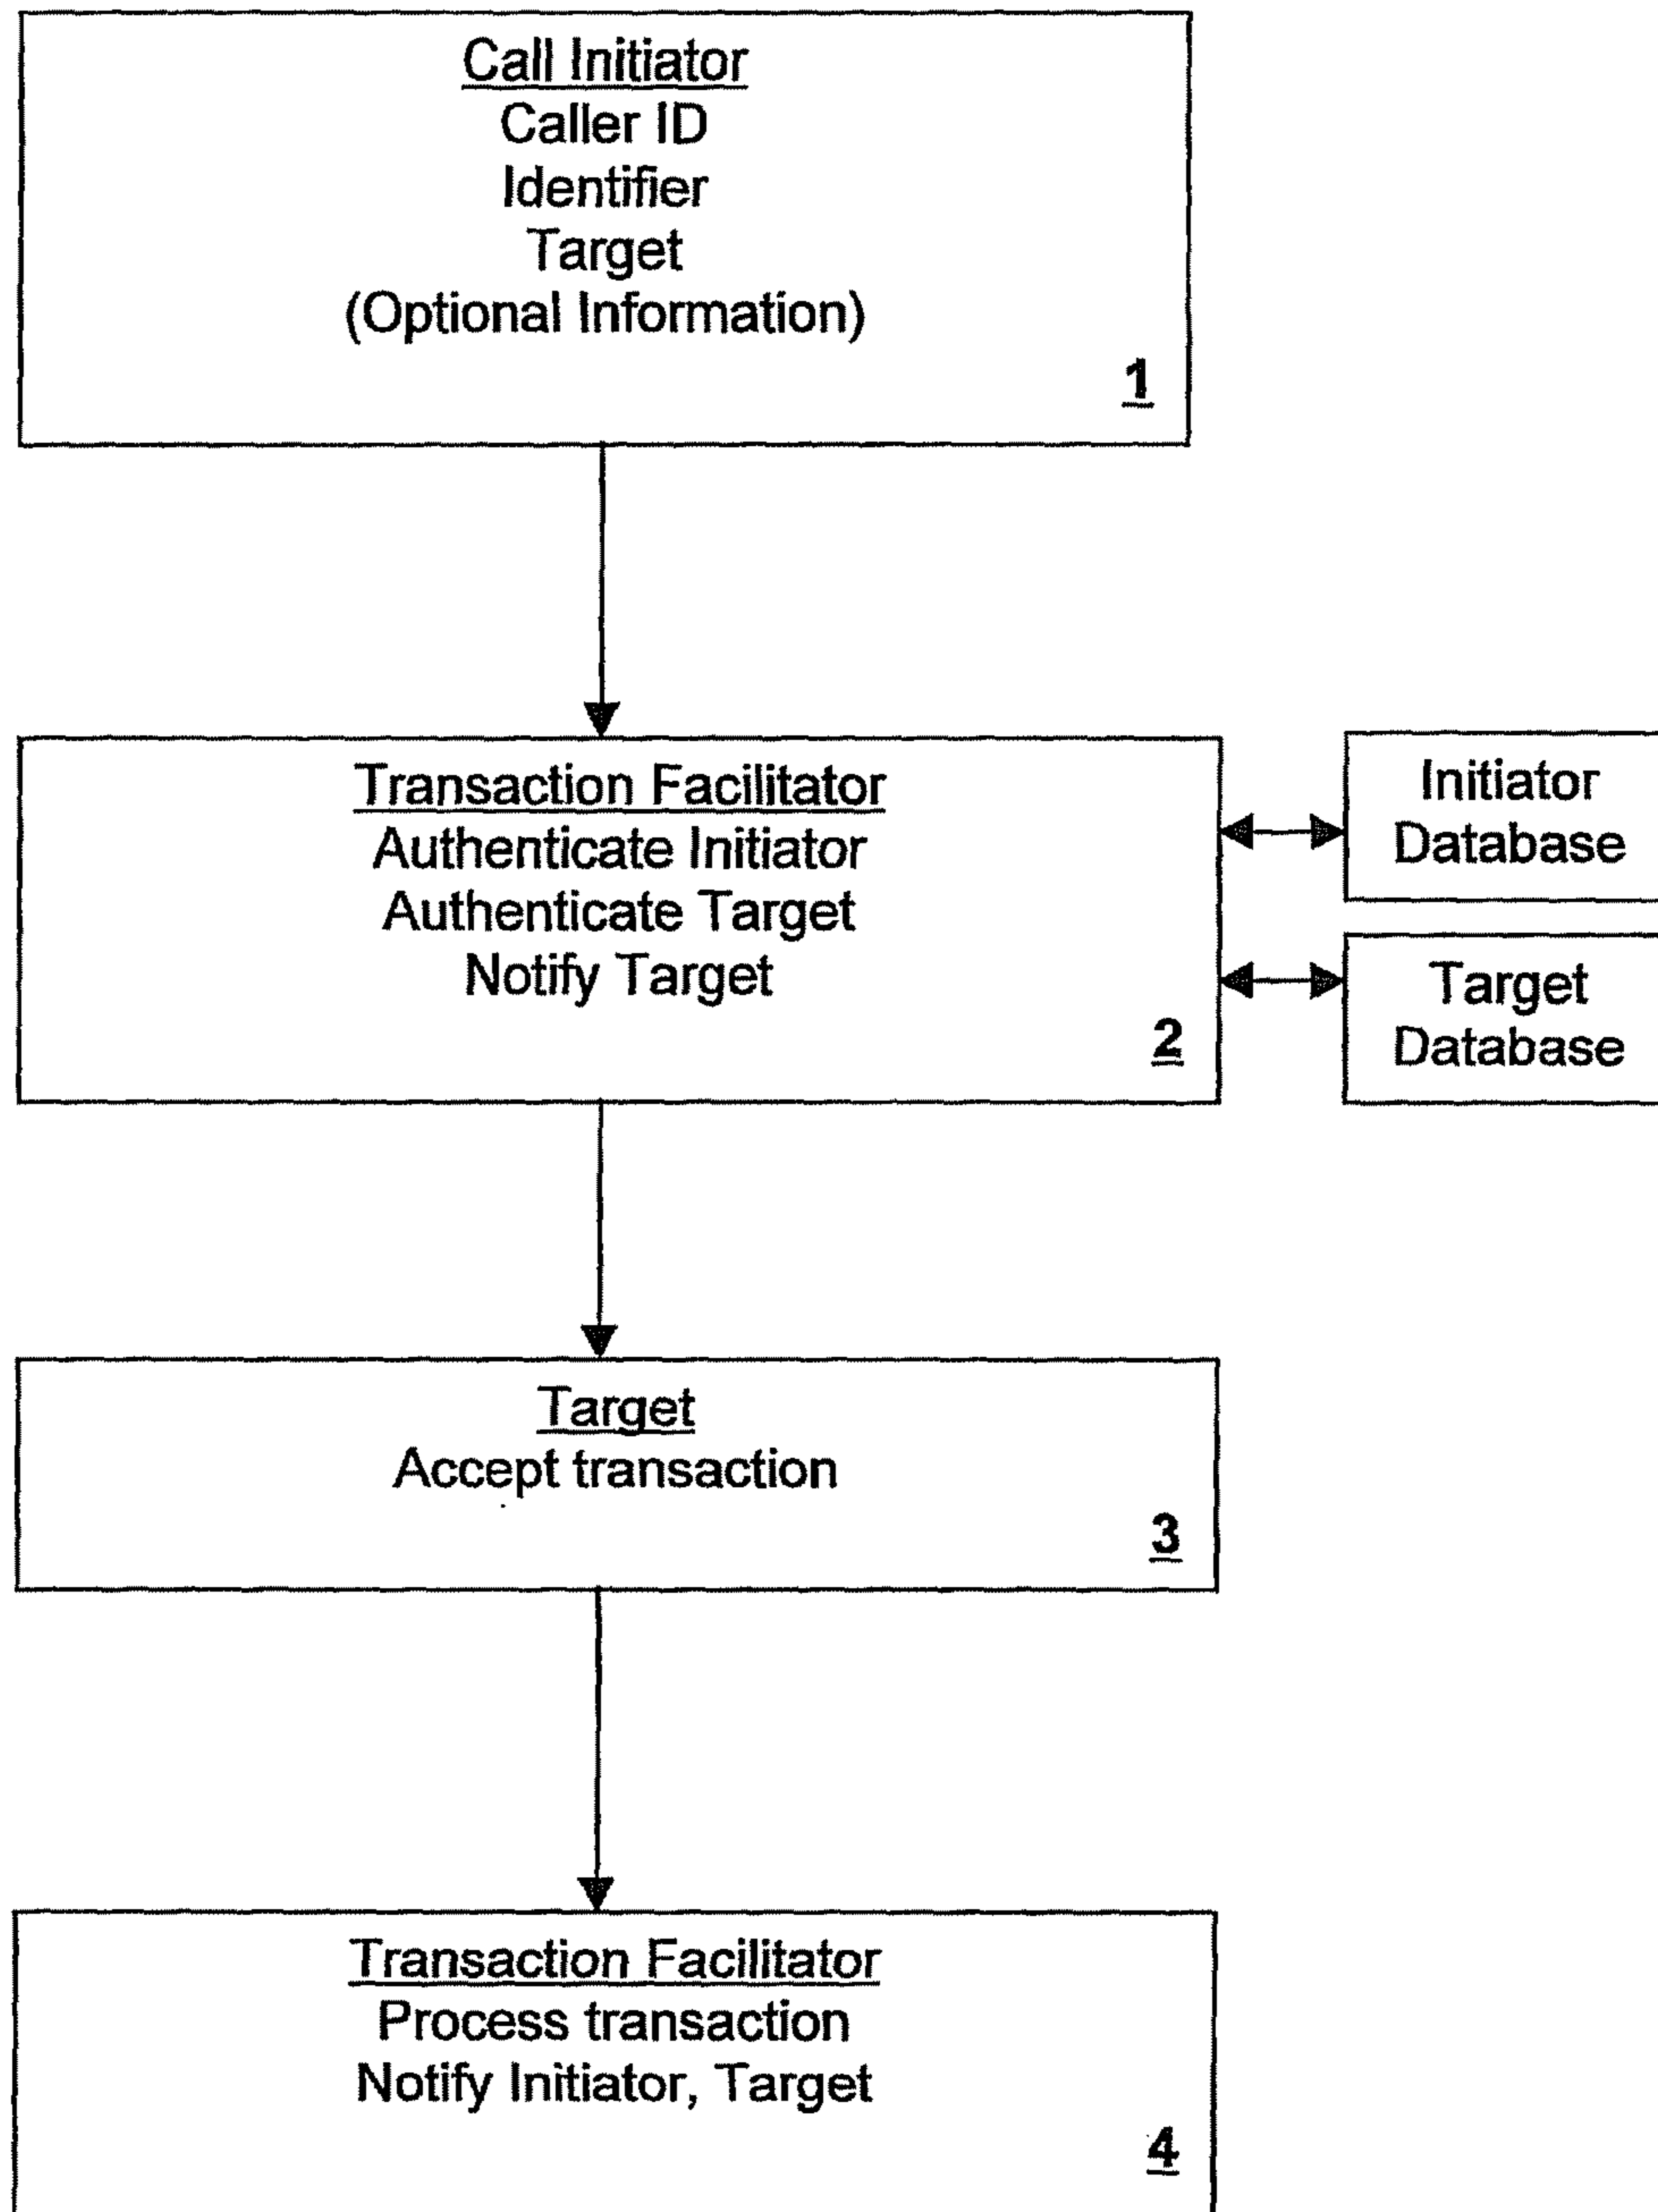 Call Initiator
Caller ID
Identifier
Target
(Optional Information)
1
Transaction Facilitator
Authenticate Initiator
Authenticate Target
Notify Target
2
Initiator
Database
Target
Database
Target
Accept transaction
3
Transaction Facilitator
Process transaction
Notify Initiator, Target
4